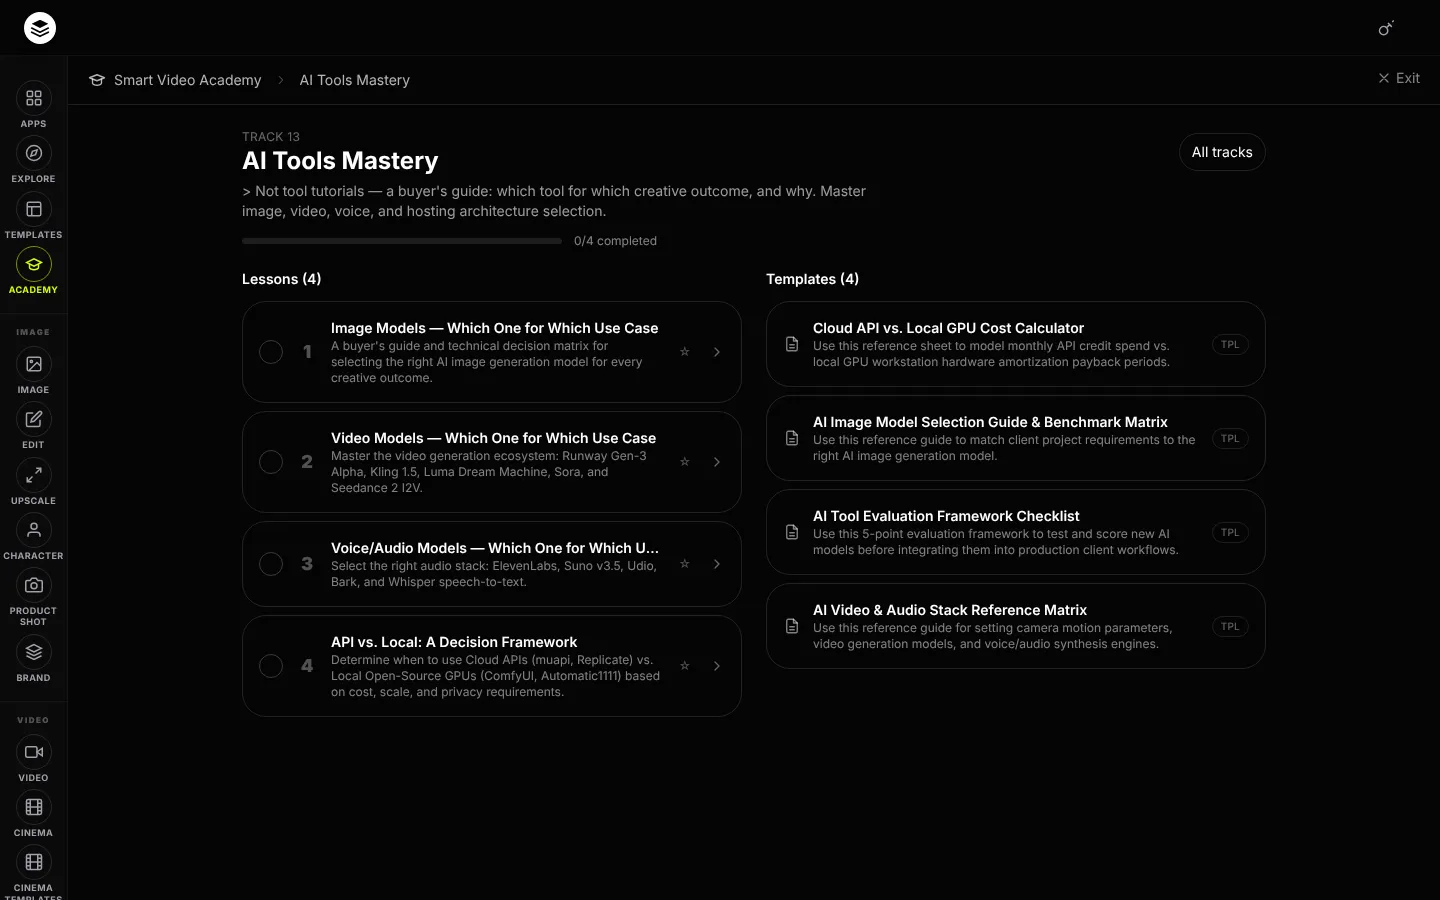 Smart Video Academy
AI Tools Mastery
Exit
APPS
EXPLORE
TEMPLATES
ACADEMY
IMAGE
IMAGE
EDIT
UPSCALE
CHARACTER
PRODUCT
SHOT
BRAND
VIDEO
VIDEO
CINEMA
CINEMA
TEMPLATES
TRACK 13
AI Tools Mastery
All tracks
> Not tool tutorials — a buyer's guide: which tool for which creative outcome, and why. Master
image, video, voice, and hosting architecture selection.
0/4 completed
Lessons (4)
1
Image Models — Which One for Which Use Case
A buyer's guide and technical decision matrix for
selecting the right AI image generation model for every
creative outcome.
2
Video Models — Which One for Which Use Case
Master the video generation ecosystem: Runway Gen-3
Alpha, Kling 1.5, Luma Dream Machine, Sora, and
Seedance 2 I2V.
3
Voice/Audio Models — Which One for Which U...
Select the right audio stack: ElevenLabs, Suno v3.5, Udio,
Bark, and Whisper speech-to-text.
4
API vs. Local: A Decision Framework
Determine when to use Cloud APIs (muapi, Replicate) vs.
Local Open-Source GPUs (ComfyUI, Automatic1111) based
on cost, scale, and privacy requirements.
Templates (4)
Cloud API vs. Local GPU Cost Calculator
Use this reference sheet to model monthly API credit spend vs.
local GPU workstation hardware amortization payback periods.
TPL
AI Image Model Selection Guide & Benchmark Matrix
Use this reference guide to match client project requirements to the
right AI image generation model.
TPL
AI Tool Evaluation Framework Checklist
Use this 5-point evaluation framework to test and score new AI
models before integrating them into production client workflows.
TPL
AI Video & Audio Stack Reference Matrix
Use this reference guide for setting camera motion parameters,
video generation models, and voice/audio synthesis engines.
TPL